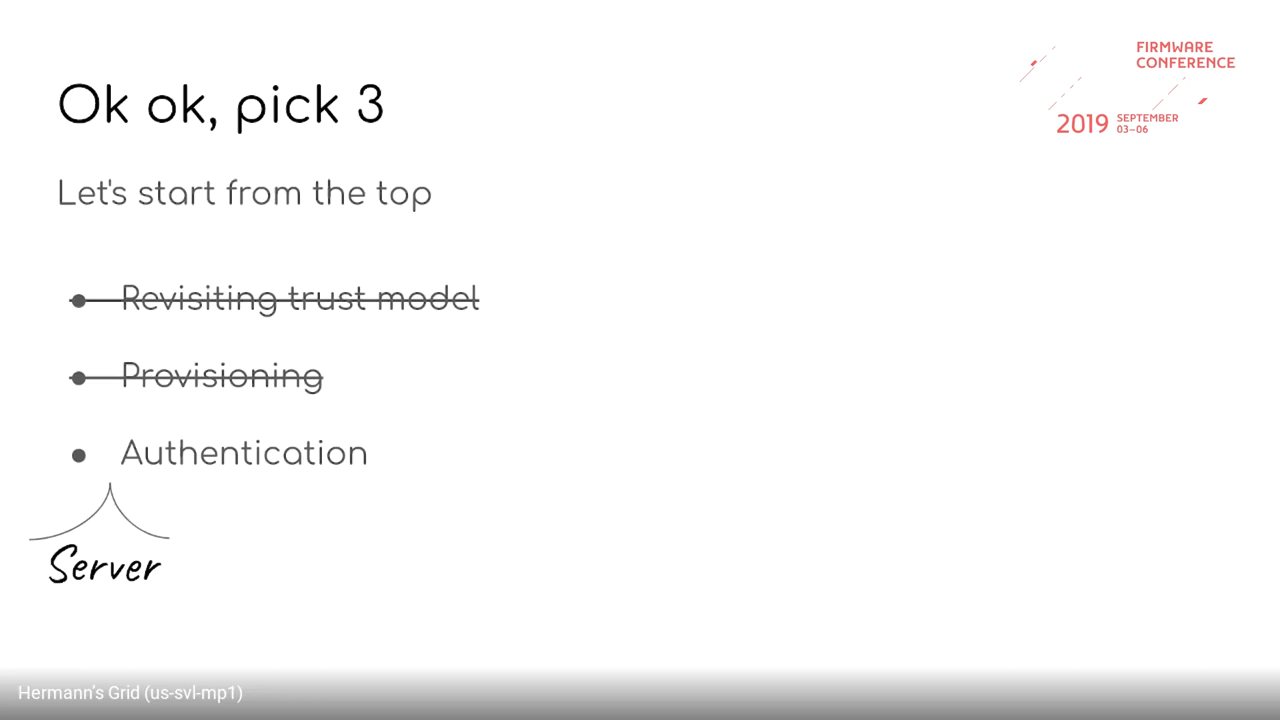 FIRMWARE
CONFERENCE
2019 SEPTEMBER
03–06
Ok ok, pick 3
Let's start from the top
Revisiting trust model
Provisioning
Authentication
Server
Hermann's Grid (us-svl-mp1)